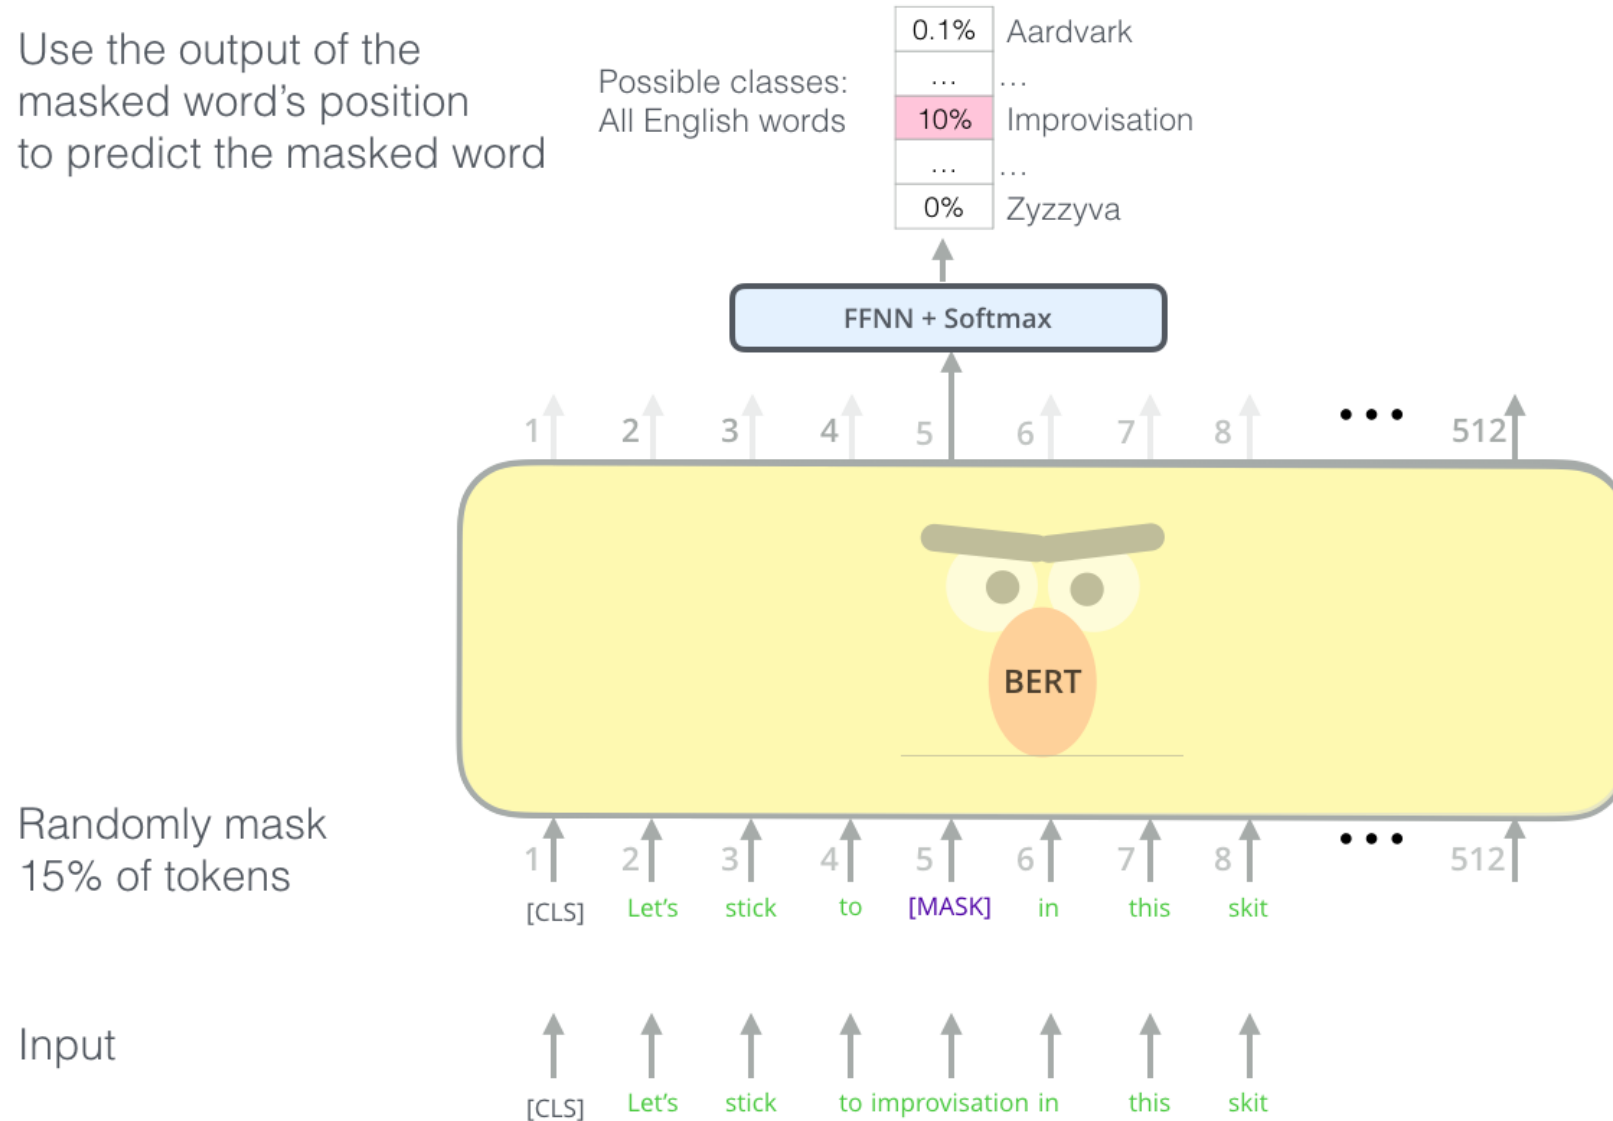 Use the output of the
masked word’s position
to predict the masked word
Possible classes:
All English words
0.1% Aardvark
... ...
10% Improvisation
... ...
0% Zyzzyva
FFNN + Softmax
1 2 3 4 5 6 7 8 ••• 512
BERT
Randomly mask
15% of tokens
1 2 3 4 5 6 7 8 ••• 512
[CLS] Let’s stick to [MASK] in this skit
Input
[CLS] Let’s stick to improvisation in this skit